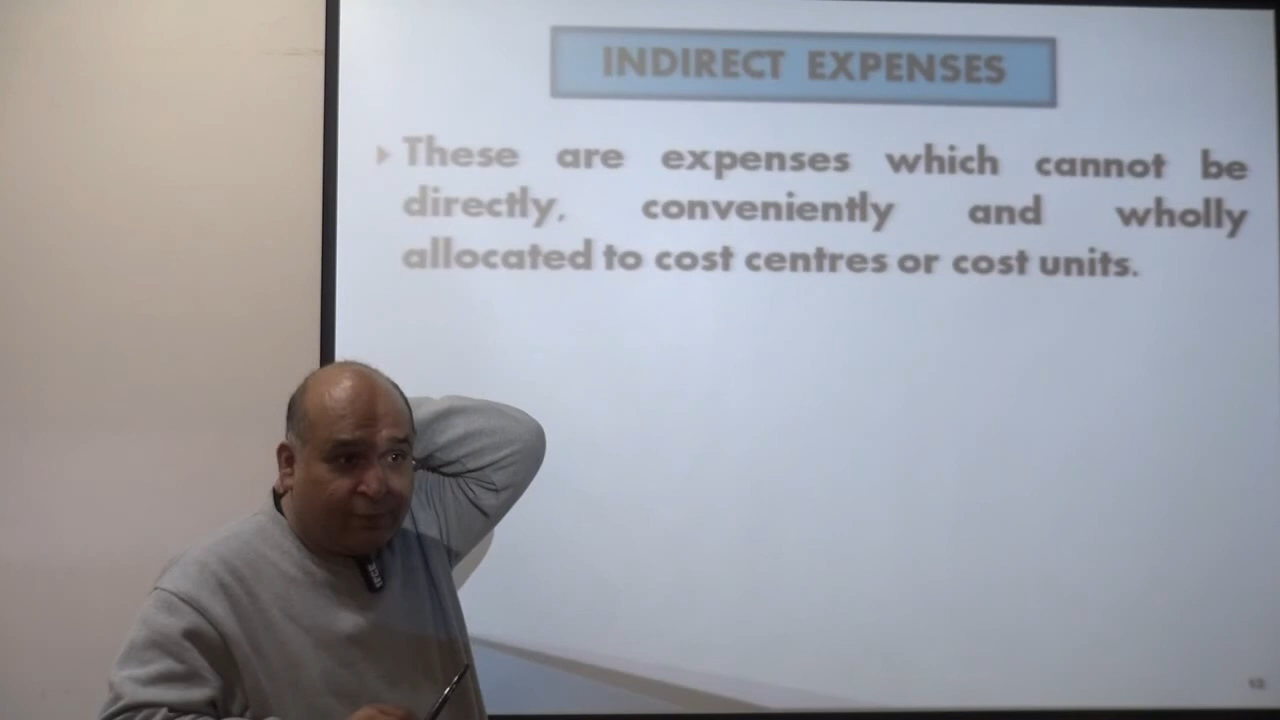 INDIRECT EXPENSES
These are expenses which cannot be
directly, conveniently and wholly
allocated to cost centres or cost units.